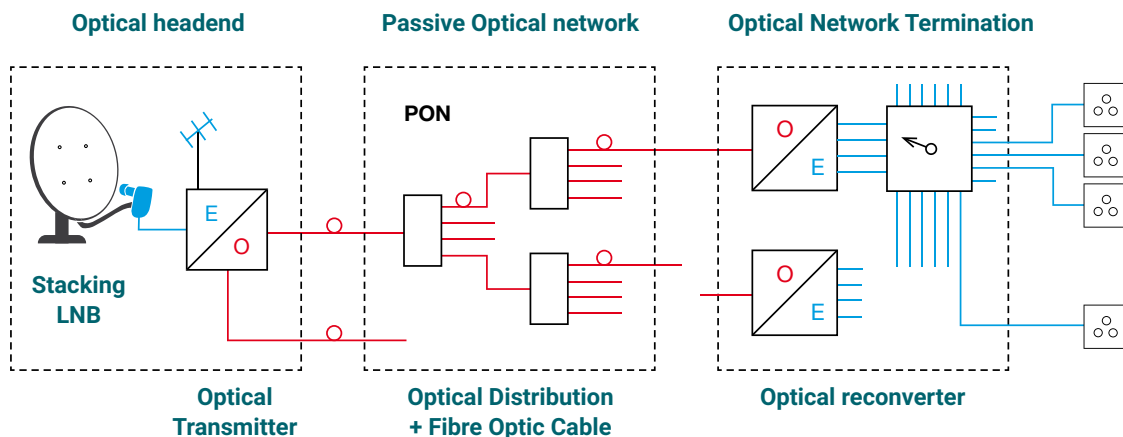 Optical headend
Passive Optical network
Optical Network Termination
PON
O
E
E
O
Stacking
LNB
O
E
Optical
Transmitter
Optical Distribution
+ Fibre Optic Cable
Optical reconverter